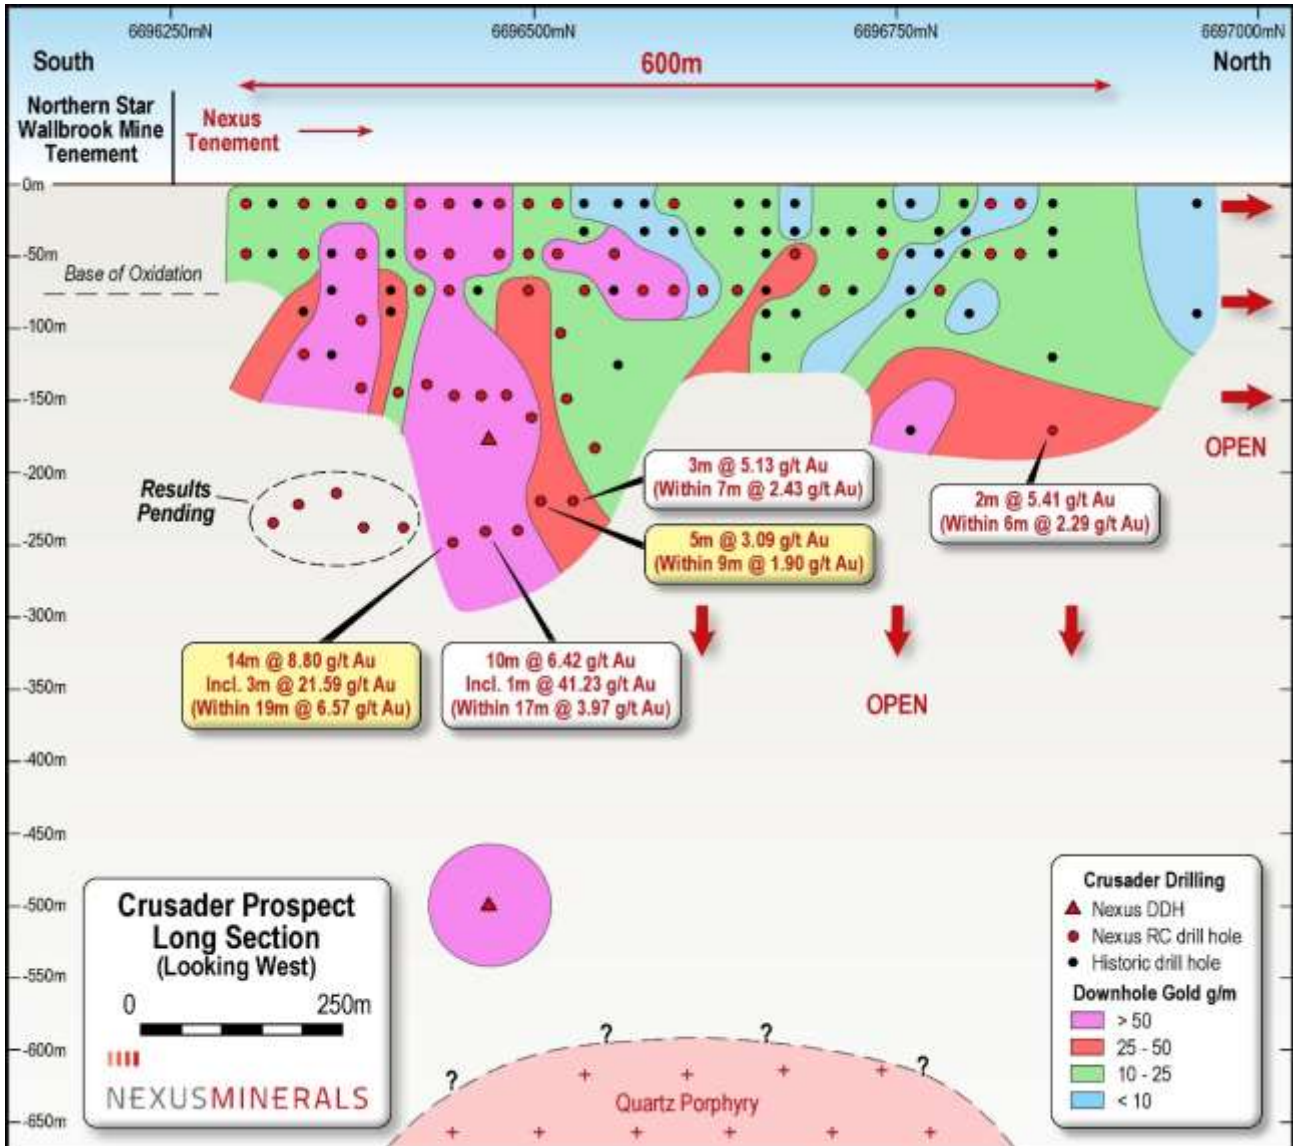 6696250mN
6696500mN
6696750mN
6697000mN
South
600m
North
Northern Star
Wallbrook Mine
Tenement
Nexus
Tenement
0m
-50m
Base of Oxidation
-100m
-150m
-200m
-250m
-300m
-350m
-400m
-450m
-500m
-550m
-600m
-650m
OPEN
Results
Pending
3m @ 5.13 g/t Au
(Within 7m @ 2.43 g/t Au)
5m @ 3.09 g/t Au
(Within 9m @ 1.90 g/t Au)
2m @ 5.41 g/t Au
(Within 6m @ 2.29 g/t Au)
14m @ 8.80 g/t Au
Incl. 3m @ 21.59 g/t Au
(Within 19m @ 6.57 g/t Au)
10m @ 6.42 g/t Au
Incl. 1m @ 41.23 g/t Au
(Within 17m @ 3.97 g/t Au)
OPEN
Crusader Prospect
Long Section
(Looking West)
0 250m
NEXUSMINERALS
? ? ? ?
Quartz Porphyry
Crusader Drilling
Nexus DDH
Nexus RC drill hole
Historic drill hole
Downhole Gold g/m
> 50
25 - 50
10 - 25
< 10